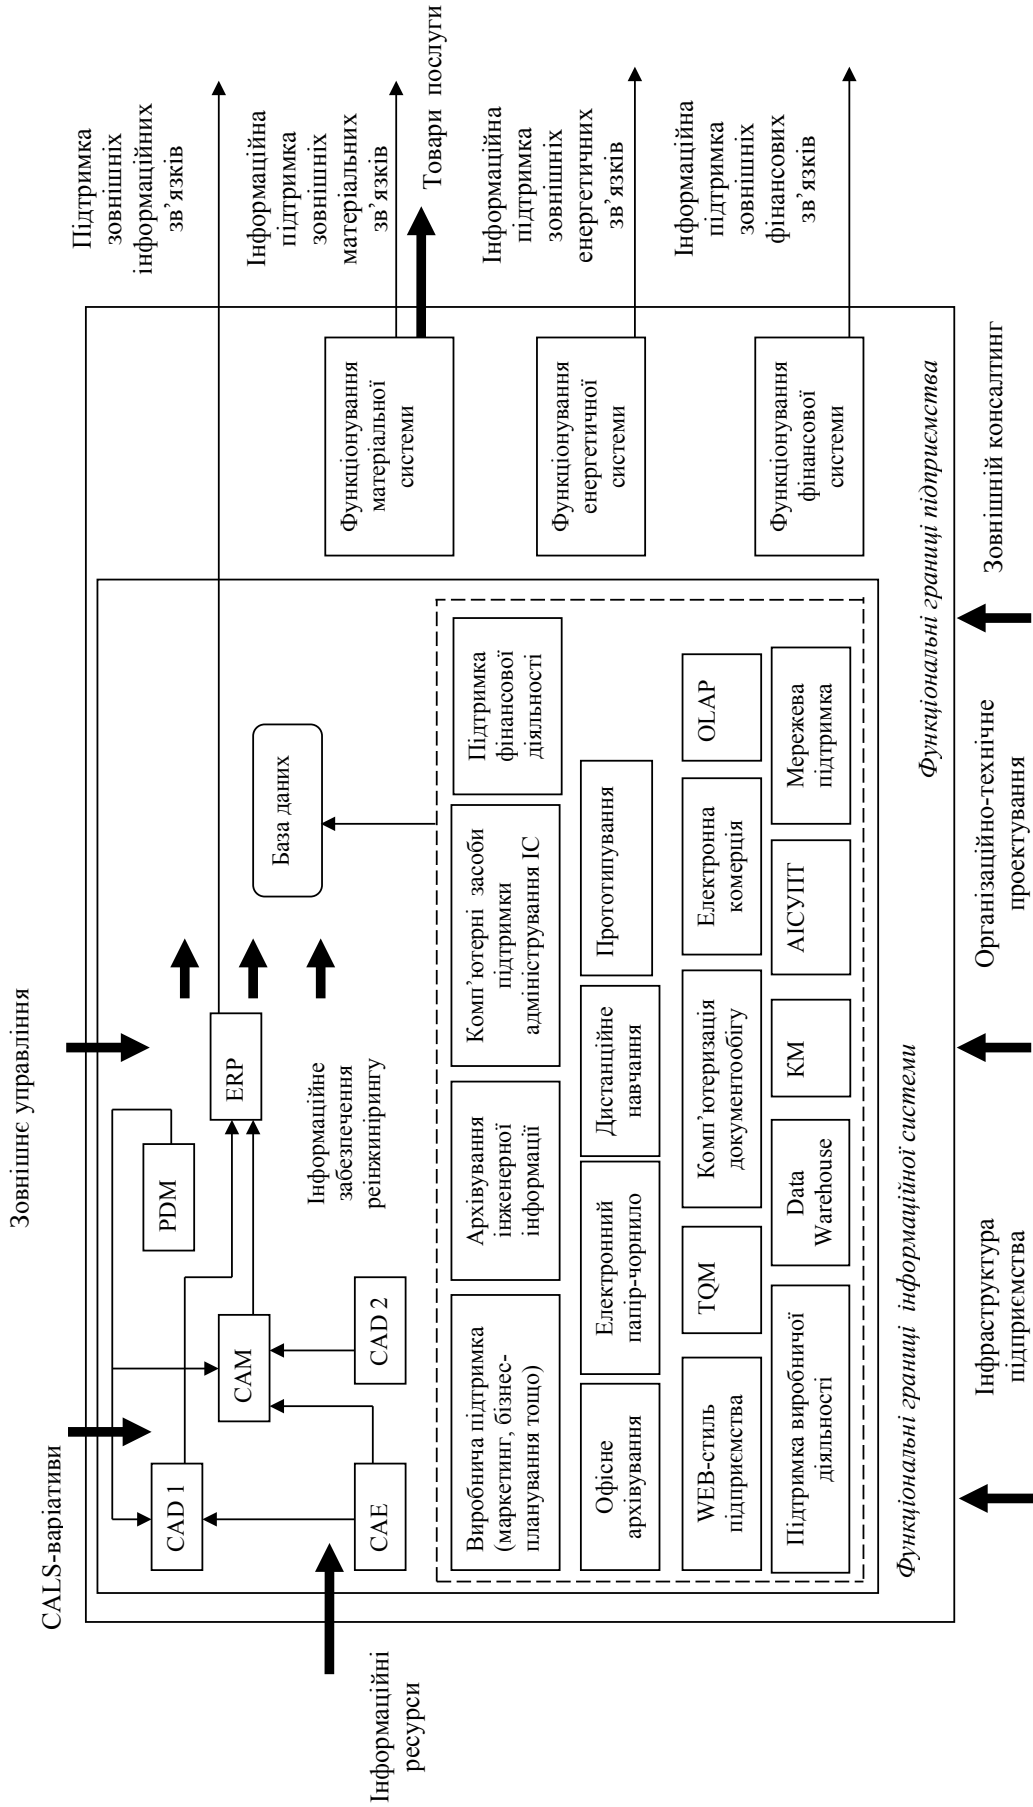 Зовнішнє управління
CALS-варіативи
Інформаційні
ресурси
CAD 1
CAE
CAM
CAD 2
PDM
ERP
Інформаційне
забезпечення
реінжинірингу
База даних
Виробнича підтримка
(маркетинг, бізнес-
планування тощо)
Архівування
інженерної
інформації
Комп’ютерні засоби
підтримки
адміністрування ІС
Підтримка
фінансової
діяльності
Офісне
архівування
Електронний
папір-чорнило
Дистанційне
навчання
Прототипування
WEB-стиль
підприємства
TQM
Комп’ютеризація
документообігу
Електронна
комерція
OLAP
Підтримка виробничої
діяльності
Data
Warehouse
КМ
АІСУПТ
Мережева
підтримка
Функціональні границі інформаційної системи
Функціональні границі підприємства
Функціонування
матеріальної
системи
Функціонування
енергетичної
системи
Функціонування
фінансової
системи
Підтримка
зовнішніх
інформаційних
зв’язків
Інформаційна
підтримка
зовнішніх
матеріальних
зв’язків
Товари послуги
Інформаційна
підтримка
зовнішніх
енергетичних
зв’язків
Інформаційна
підтримка
зовнішніх
фінансових
зв’язків
Інфраструктура
підприємства
Організаційно-технічне
проектування
Зовнішній консалтинг